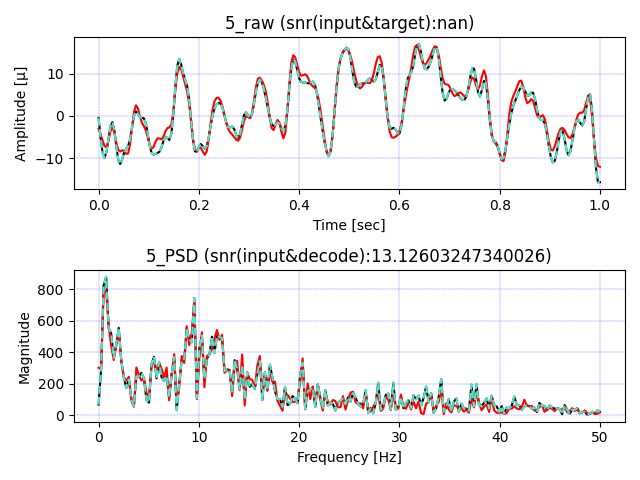 5_raw (snr(input&target):nan)
10
0
−10
Amplitude [µ]
0.0 0.2 0.4 0.6 0.8 1.0
Time [sec]
5_PSD (snr(input&decode):13.12603247340026)
800
600
400
200
0
Magnitude
0 10 20 30 40 50
Frequency [Hz]